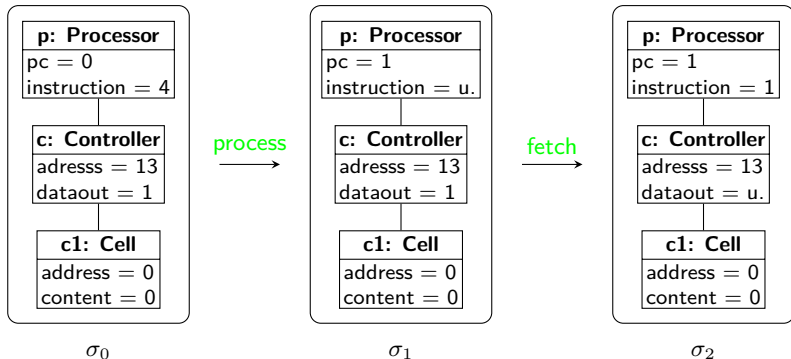 p: Processor
pc = 0
instruction = 4
c: Controller
adresss = 13
dataout = 1
c1: Cell
address = 0
content = 0
σ0
process
p: Processor
pc = 1
instruction = u.
c: Controller
adresss = 13
dataout = 1
c1: Cell
address = 0
content = 0
σ1
fetch
p: Processor
pc = 1
instruction = 1
c: Controller
adresss = 13
dataout = u.
c1: Cell
address = 0
content = 0
σ2